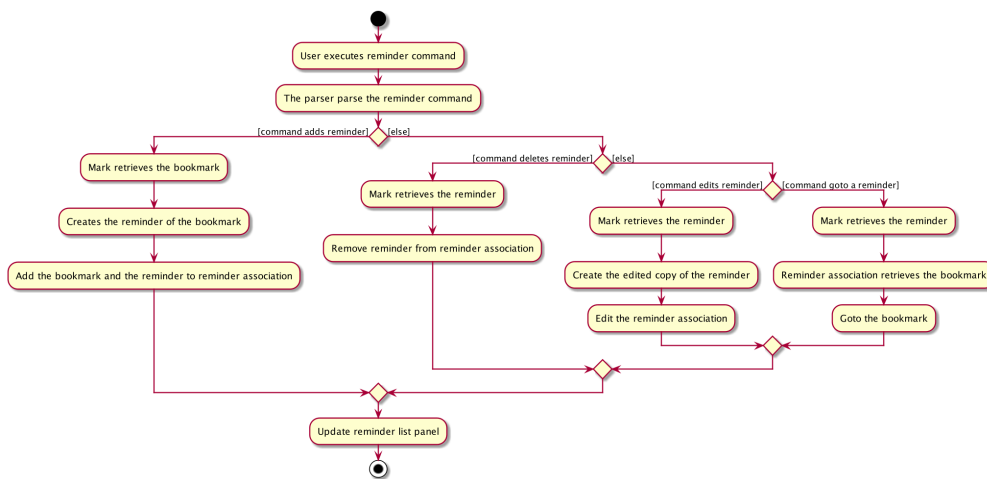 User executes reminder command
The parser parse the reminder command
[command adds reminder]
[else]
Mark retrieves the bookmark
Creates the reminder of the bookmark
Add the bookmark and the reminder to reminder association
[command deletes reminder]
[else]
Mark retrieves the reminder
Remove reminder from reminder association
[command edits reminder]
[command goto a reminder]
Mark retrieves the reminder
Create the edited copy of the reminder
Edit the reminder association
Mark retrieves the reminder
Reminder association retrieves the bookmark
Goto the bookmark
Update reminder list panel